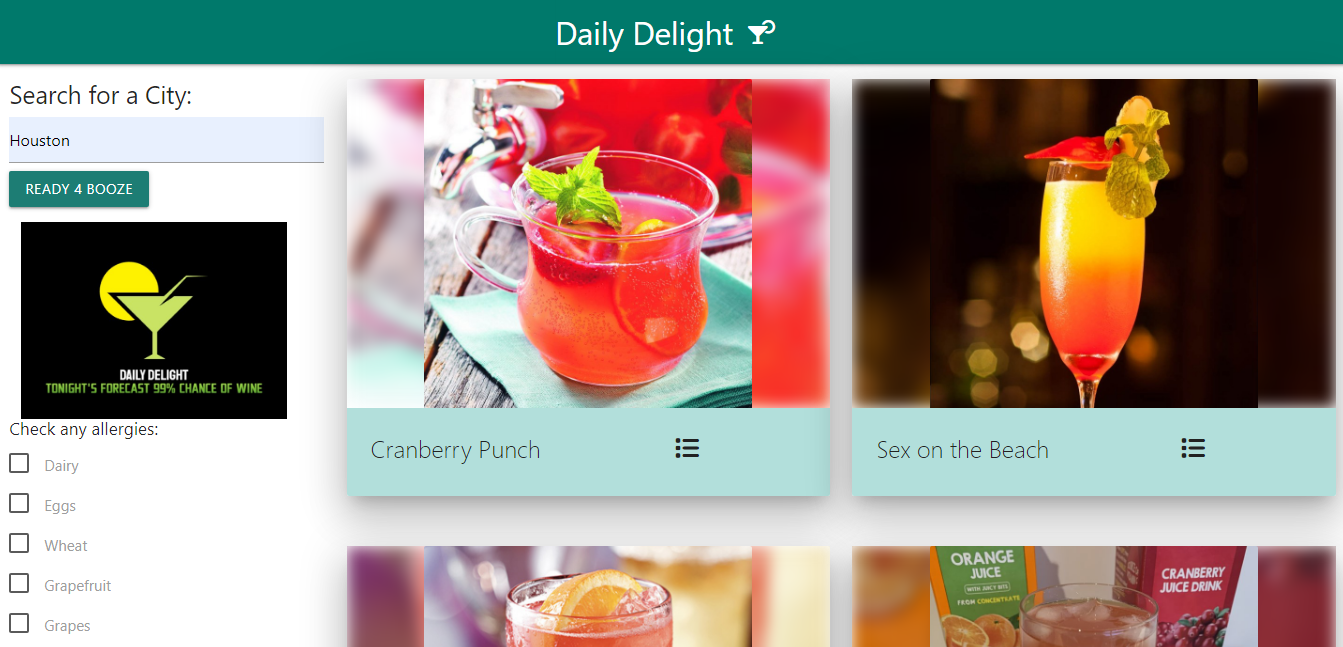 Daily Delight
Search for a City:
Houston
READY 4 BOOZE
DAILY DELIGHT
TONIGHT'S FORECAST 99% CHANCE OF WINE
Check any allergies:
Dairy
Eggs
Wheat
Grapefruit
Grapes
Cranberry Punch
Sex on the Beach
ORANGE
JUICE
WITH JUICY BITS
FROM CONCENTRATE
CRANBERRY
JUICE DRINK